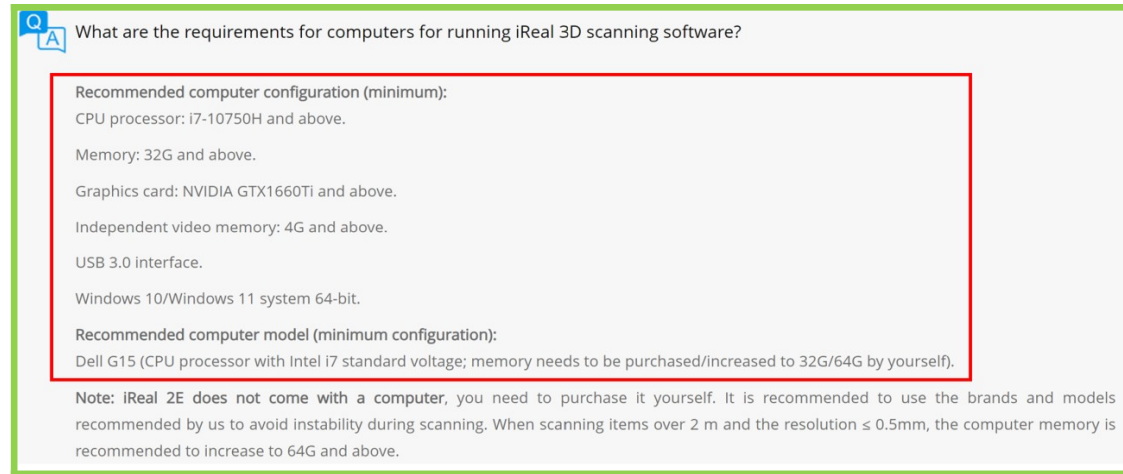 Q
A
What are the requirements for computers for running iReal 3D scanning software?
Recommended computer configuration (minimum):
CPU processor: i7-10750H and above.
Memory: 32G and above.
Graphics card: NVIDIA GTX1660Ti and above.
Independent video memory: 4G and above.
USB 3.0 interface.
Windows 10/Windows 11 system 64-bit.
Recommended computer model (minimum configuration):
Dell G15 (CPU processor with Intel i7 standard voltage; memory needs to be purchased/increased to 32G/64G by yourself).
Note: iReal 2E does not come with a computer, you need to purchase it yourself. It is recommended to use the brands and models
recommended by us to avoid instability during scanning. When scanning items over 2 m and the resolution ≤ 0.5mm, the computer memory is
recommended to increase to 64G and above.